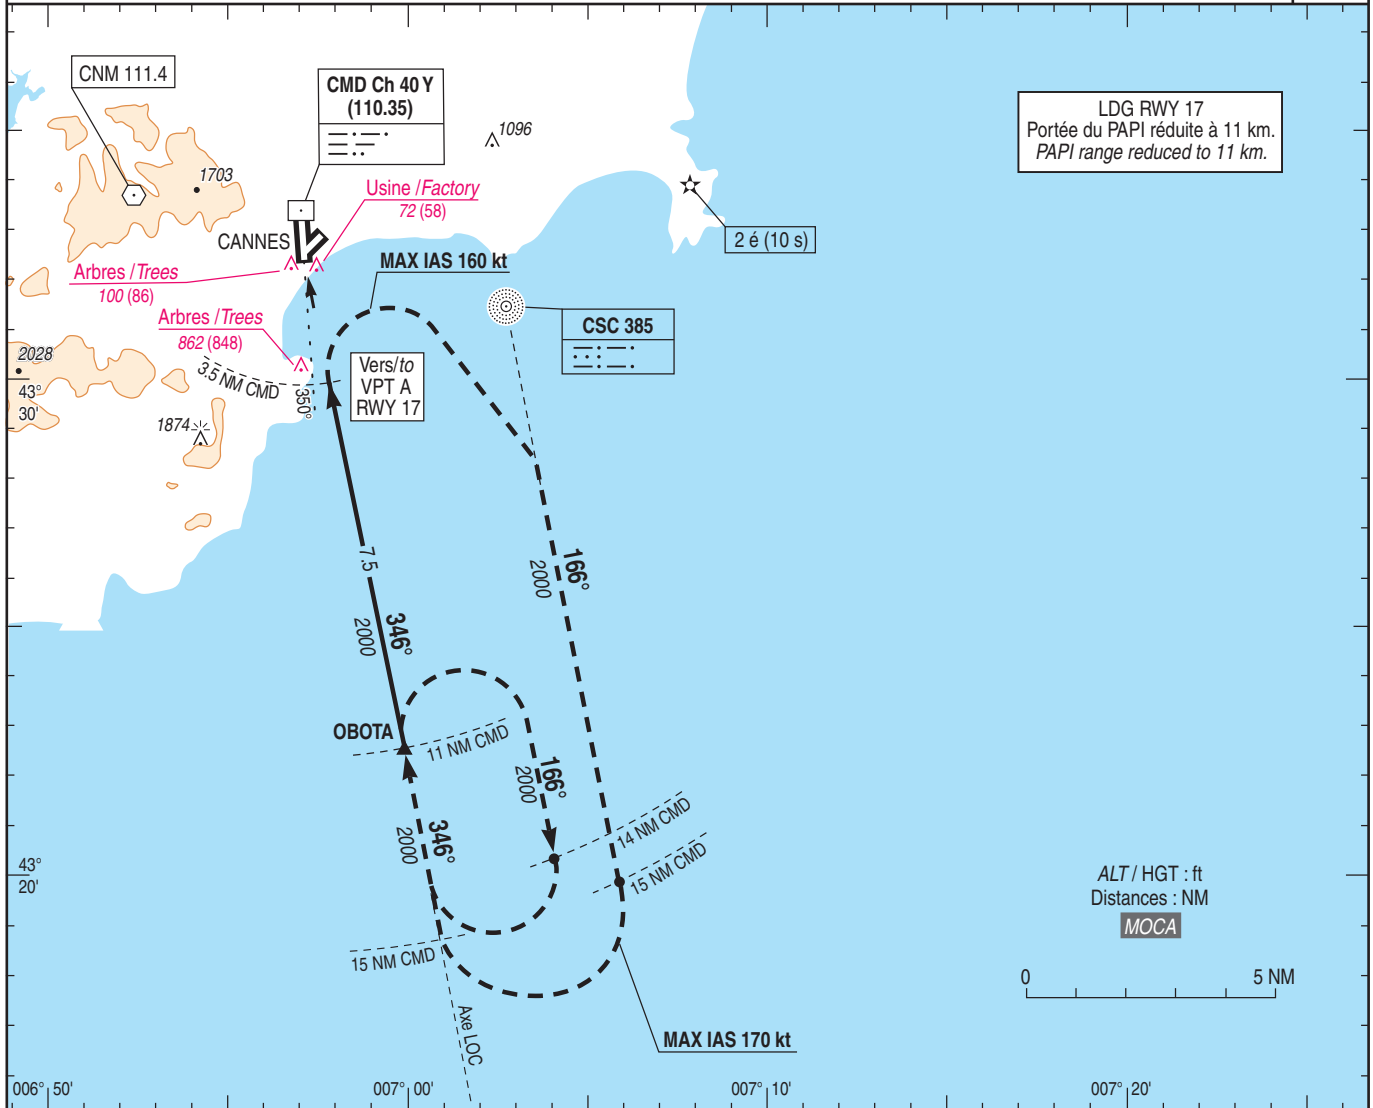 CNM 111.4
CMD Ch 40 Y
(110.35)
1096
LDG RWY 17
Portée du PAPI réduite à 11 km.
PAPI range reduced to 11 km.
1703
Usine / Factory
72 (58)
CANNES
2 é (10 s)
MAX IAS 160 kt
Arbres / Trees
100 (86)
Arbres / Trees
862 (848)
CSC 385
2028
3.5 NM CMD
Vers/to
VPT A
RWY 17
350°
43°
30'
1874
7.5
166°
2000
346°
2000
OBOTA
11 NM CMD
166°
2000
346°
2000
14 NM CMD
15 NM CMD
43°
20'
ALT / HGT : ft
Distances : NM
MOCA
15 NM CMD
0 5 NM
Axe LOC
MAX IAS 170 kt
006° 50'
007° 00'
007° 10'
007° 20'